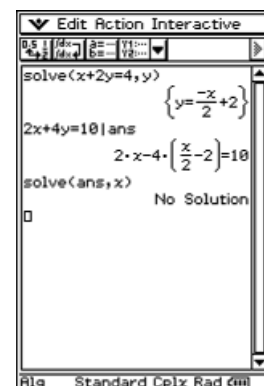 Edit Action Interactive
solve(x+2y=4,y)
{y=-x/2+2}
2x+4y=10|ans
2·x-4·(x/2-2)=10
solve(ans,x)
No Solution
Alg Standard Cplx Rad